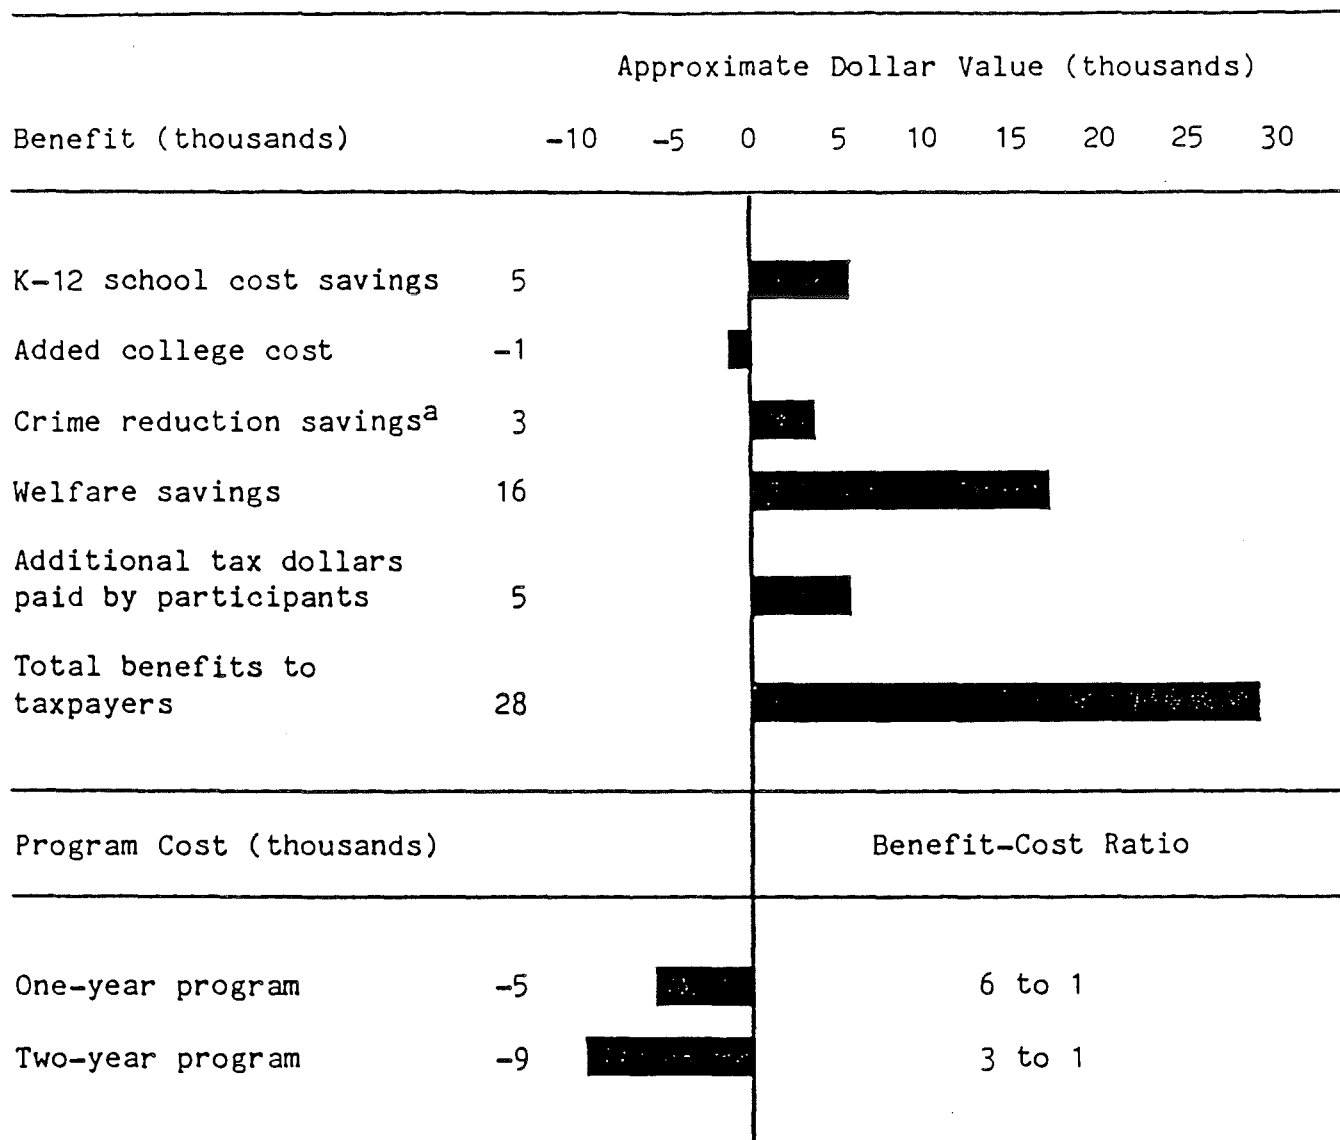 Approximate Dollar Value (thousands)
Benefit (thousands) -10 -5 0 5 10 15 20 25 30
K-12 school cost savings 5
Added college cost -1
Crime reduction savingsᵃ 3
Welfare savings 16
Additional tax dollars
paid by participants 5
Total benefits to
taxpayers 28
Program Cost (thousands) Benefit-Cost Ratio
One-year program -5 6 to 1
Two-year program -9 3 to 1